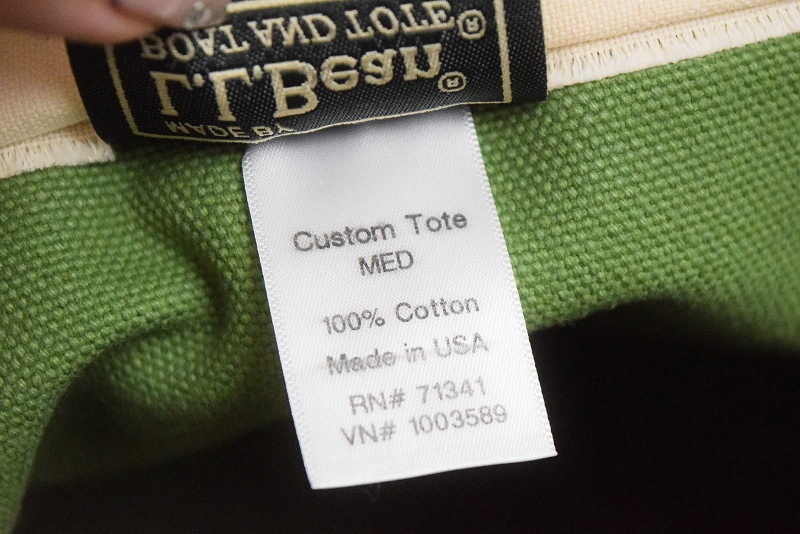 MADE BY
L.L.Bean®
BOAT AND TOTE®
Custom Tote
MED
100% Cotton
Made in USA
RN# 71341
VN# 1003589